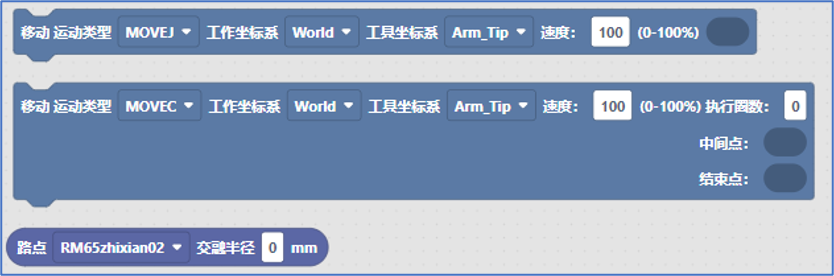 移动 运动类型 MOVEJ 工作坐标系 World 工具坐标系 Arm_Tip 速度： 100 (0-100%)
移动 运动类型 MOVEC 工作坐标系 World 工具坐标系 Arm_Tip 速度： 100 (0-100%) 执行圈数： 0
中间点：
结束点：
路点 RM65zhixian02 交融半径 0 mm